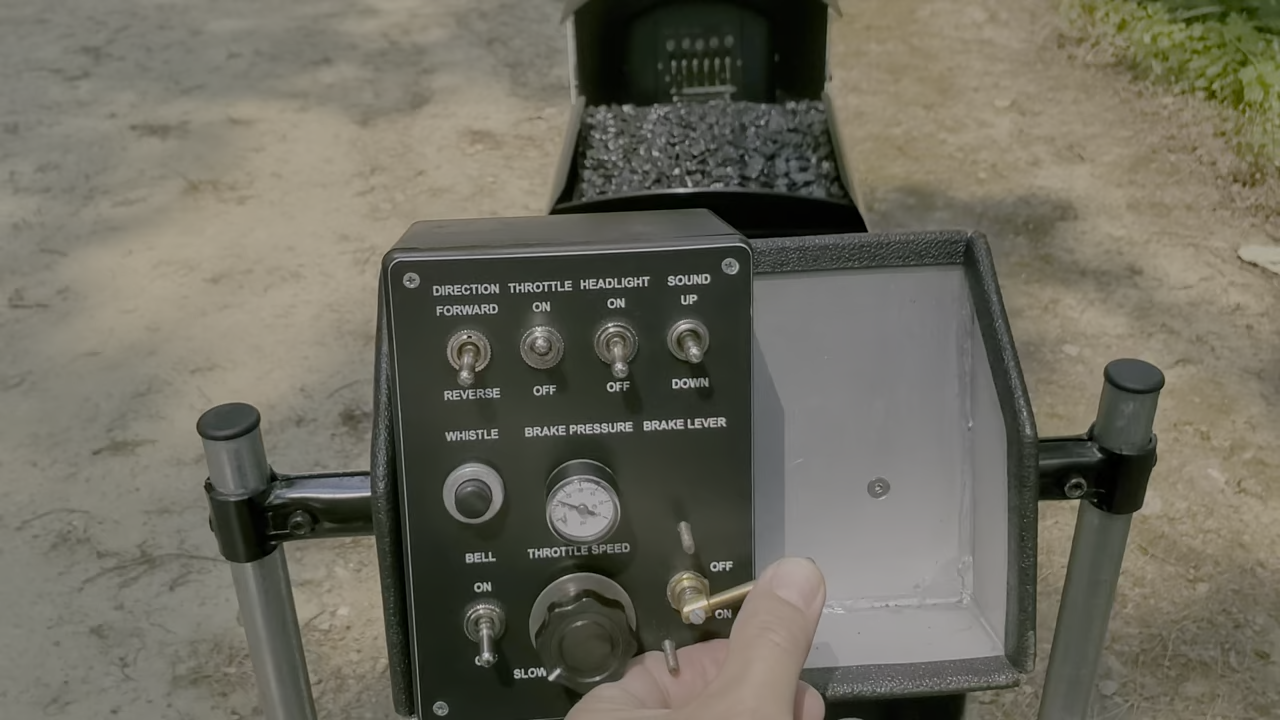 DIRECTION THROTTLE HEADLIGHT SOUND
FORWARD ON ON UP
REVERSE OFF OFF DOWN
WHISTLE BRAKE PRESSURE BRAKE LEVER
BELL THROTTLE SPEED OFF
ON ON
SLOW